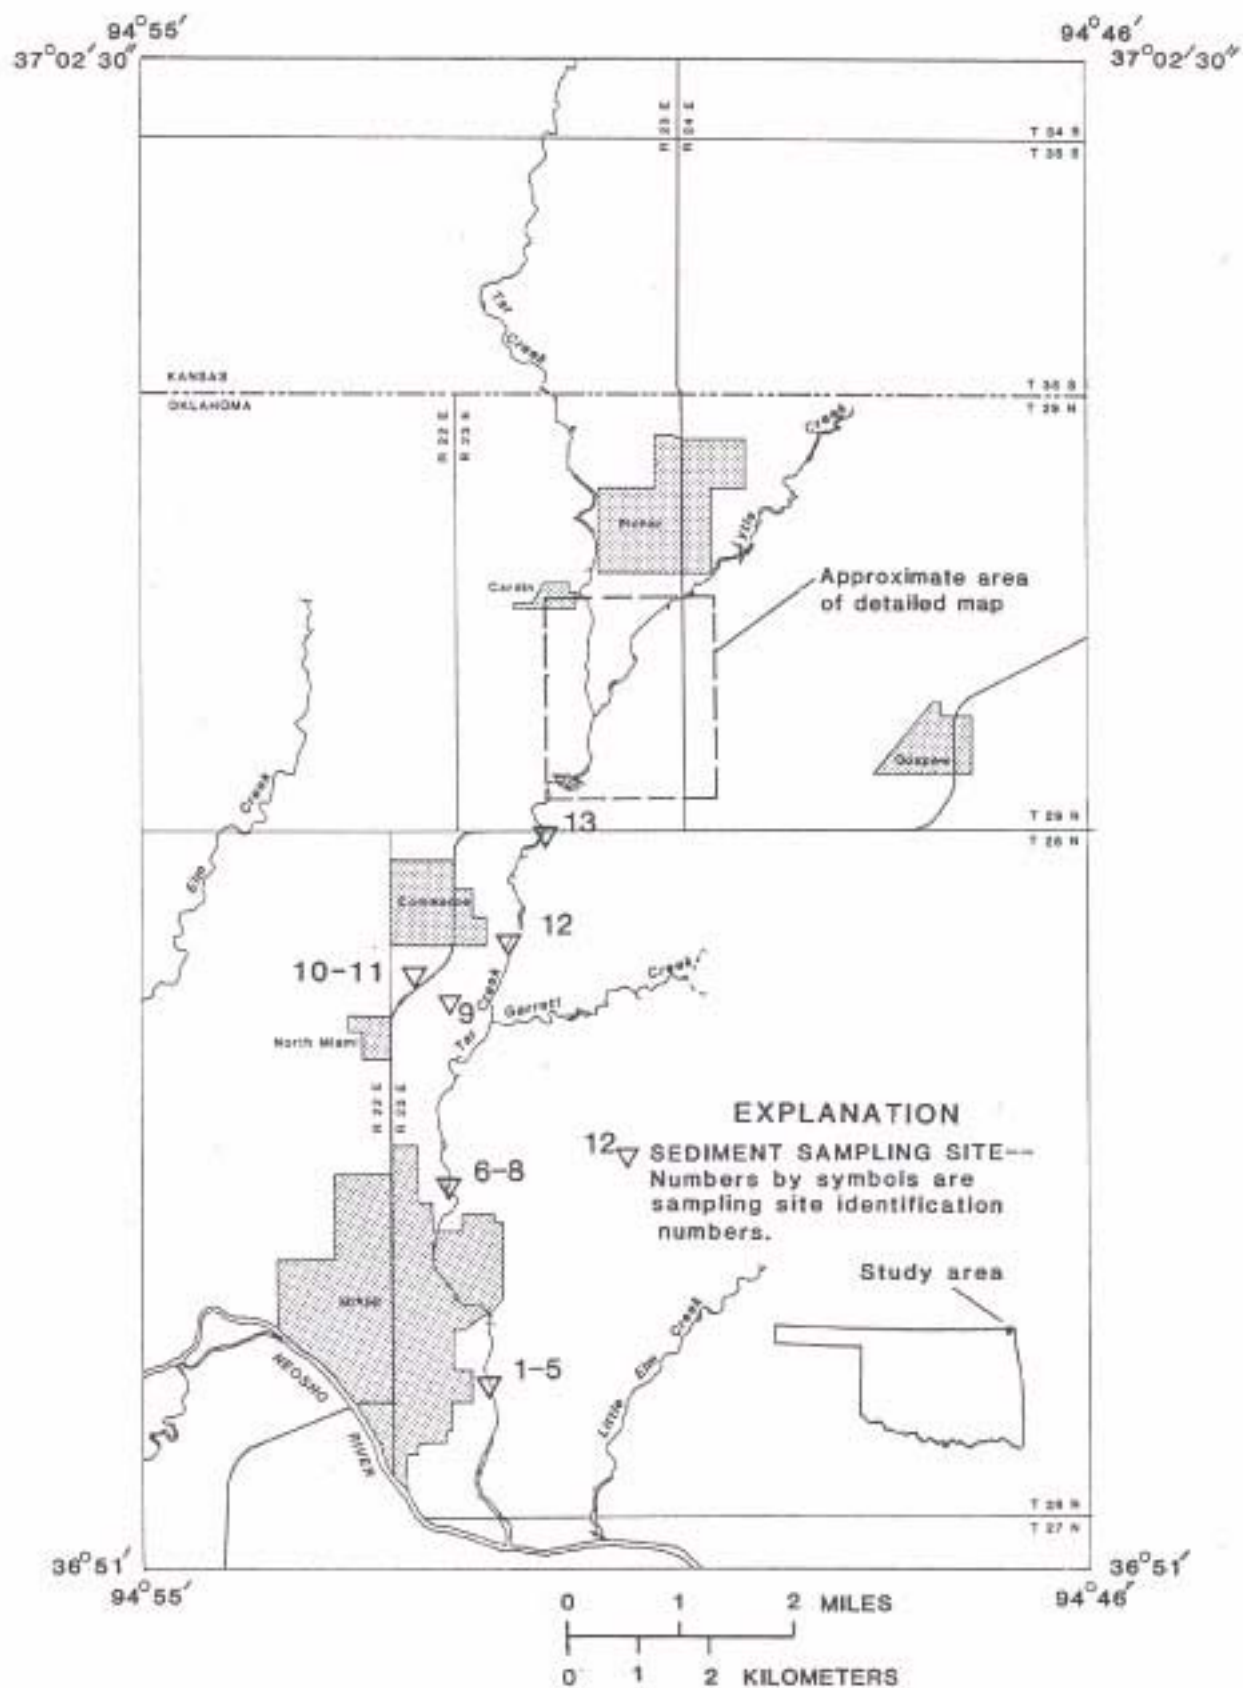 94°55′
94°46′
37°02′30″
37°02′30″
R 23 E
R 24 E
T 34 S
T 35 S
Tar
Creek
KANSAS
OKLAHOMA
T 35 S
T 29 N
R 22 E
R 23 E
Creek
Lytle
Picher
Cardin
Approximate area
of detailed map
Quapaw
Creek
Elm
13
T 29 N
T 28 N
Commerce
12
10-11
9
Creek
Tar
Garrett
Creek
North Miami
R 22 E
R 23 E
EXPLANATION
12 SEDIMENT SAMPLING SITE--
Numbers by symbols are
sampling site identification
numbers.
6-8
Study area
1-5
NEOSHO
RIVER
Little Elm Creek
T 28 N
T 27 N
36°51′
36°51′
94°55′
94°46′
0 1 2 MILES
0 1 2 KILOMETERS